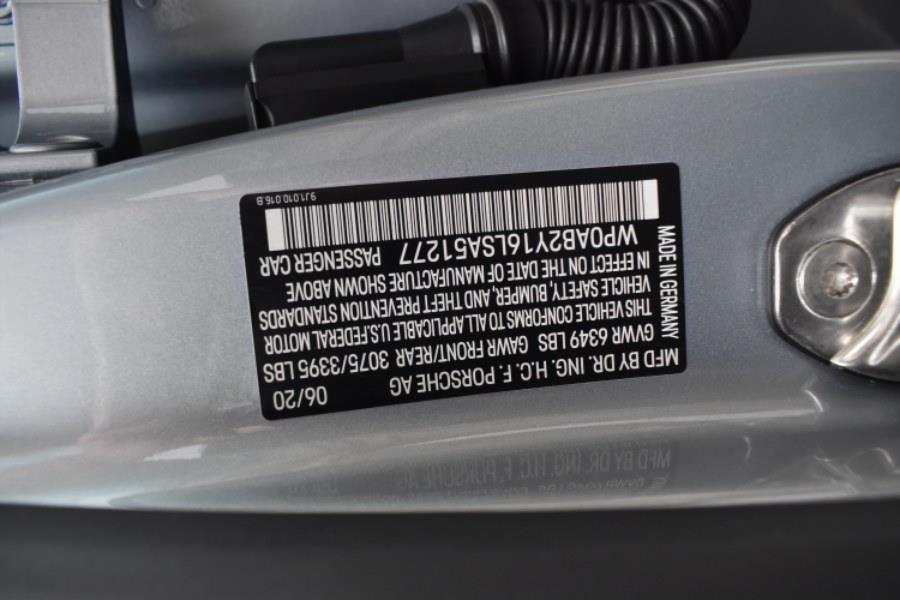 MFD BY DR. ING. H.C. F. PORSCHE AG 06/20
GVWR 6349 LBS GAWR FRONT/REAR 3075/3395 LBS
THIS VEHICLE CONFORMS TO ALL APPLICABLE U.S.FEDERAL MOTOR
VEHICLE SAFETY, BUMPER, AND THEFT PREVENTION STANDARDS
IN EFFECT ON THE DATE OF MANUFACTURE SHOWN ABOVE
MADE IN GERMANY
WP0AB2Y16LSA51277 PASSENGER CAR
9J1.010.016.B